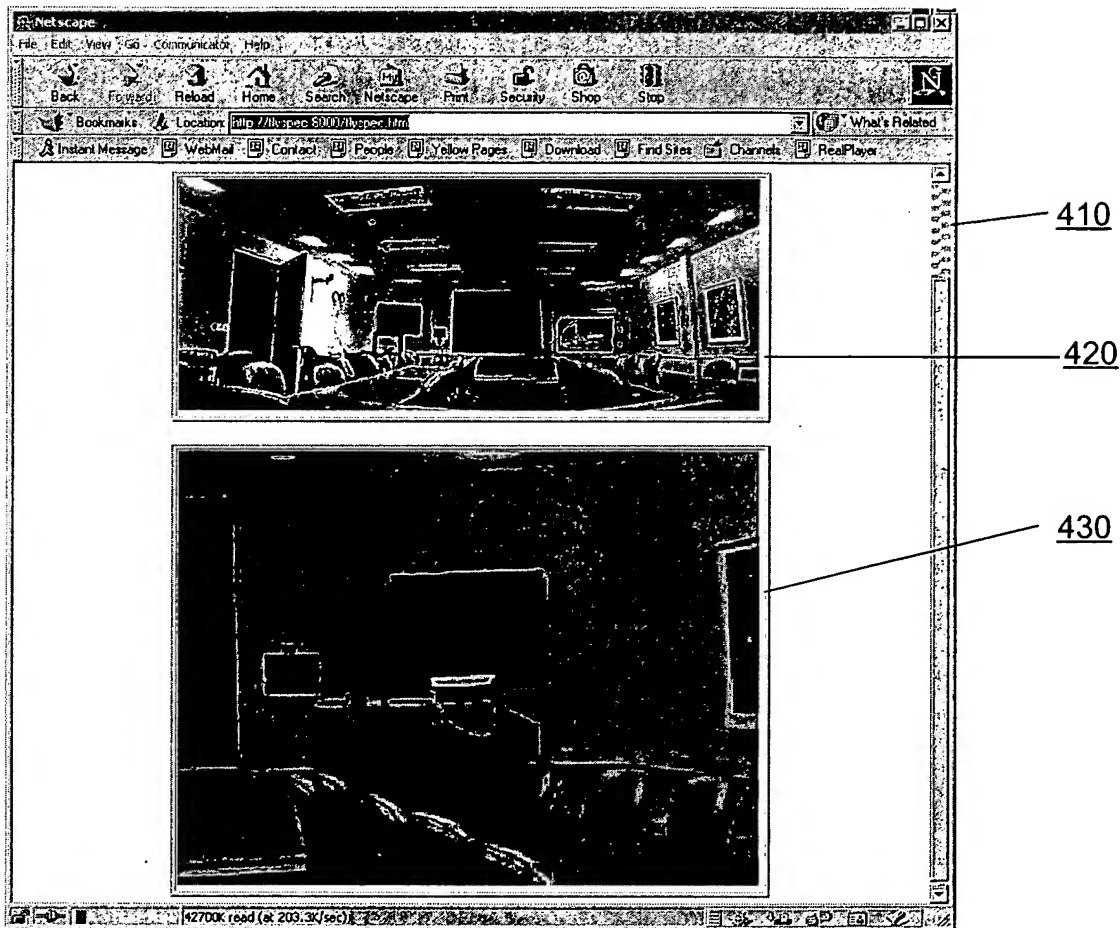 Netscape
File Edit View Go Communicator Help
Back Forward Reload Home Search Netscape Print Security Shop Stop
Bookmarks Location http://flyspec:8000/flyspec.htm What's Related
Instant Message WebMail Contact People Yellow Pages Download Find Sites Channels RealPlayer
410
420
430
42700K read (at 203.3K/sec)